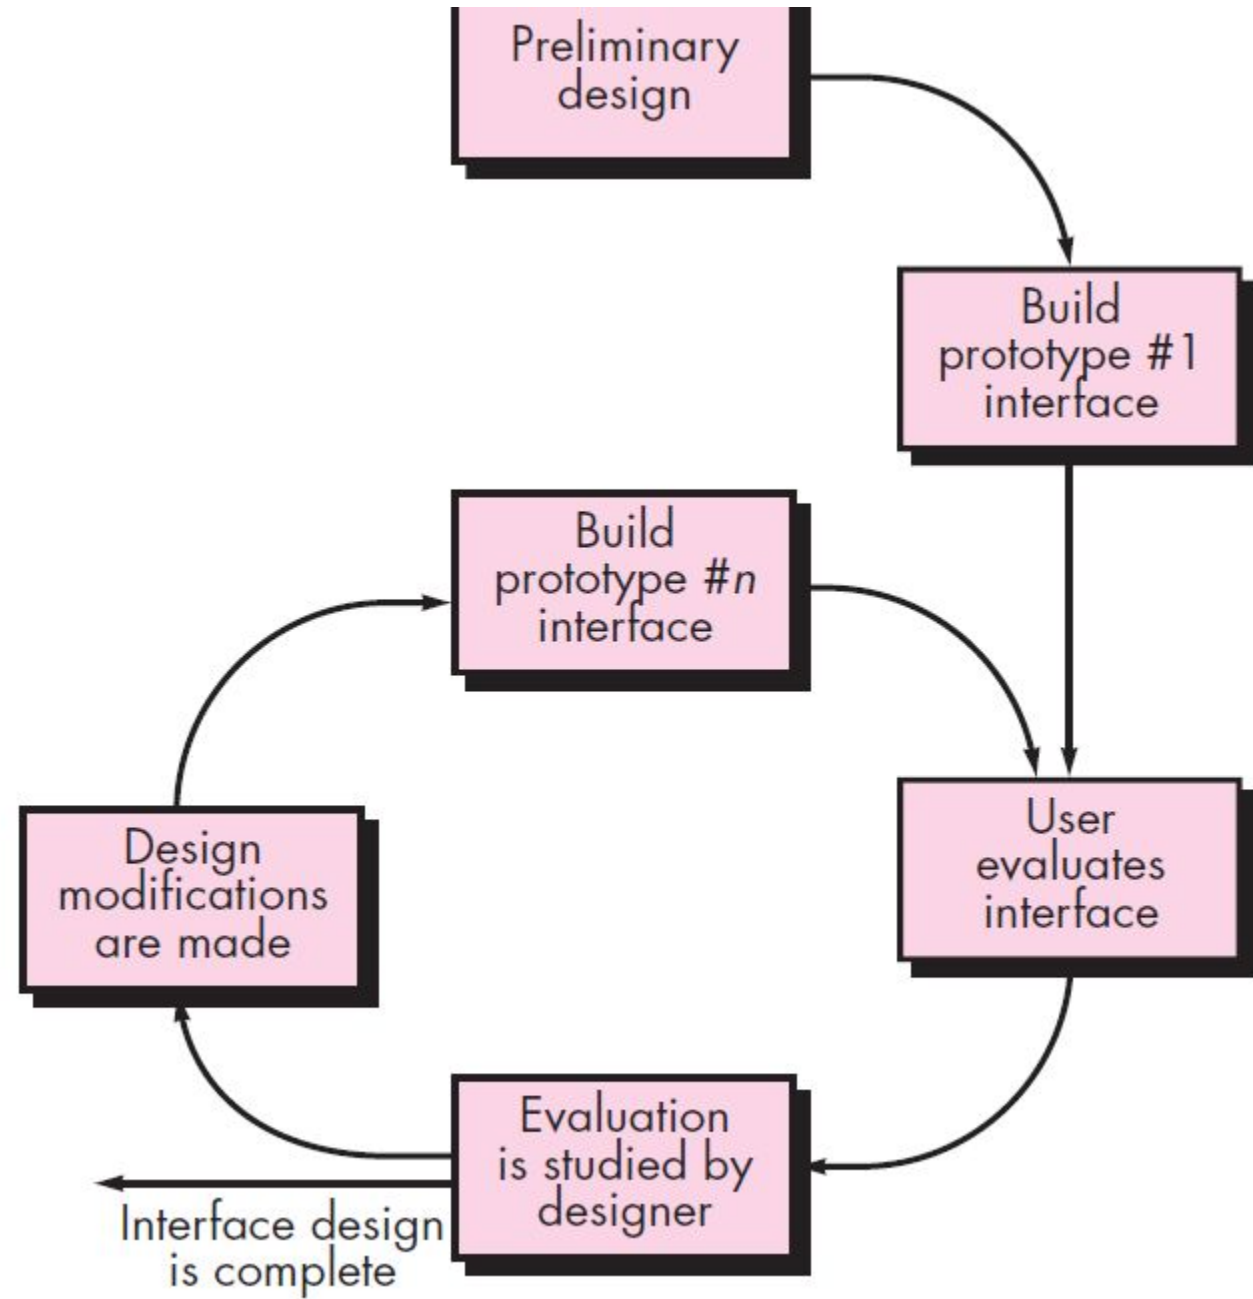 Preliminary
design
Build
prototype #1
interface
Build
prototype #n
interface
User
evaluates
interface
Design
modifications
are made
Evaluation
is studied by
designer
Interface design
is complete